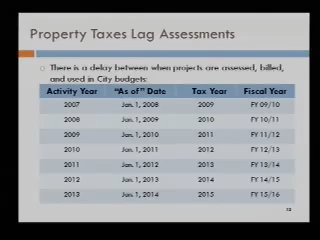 Property Taxes Lag Assessments
There is a delay between when projects are assessed, billed,
and used in City budgets:
Activity Year "As of" Date Tax Year Fiscal Year
2007 Jan. 1, 2008 2009 FY 09/10
2008 Jan. 1, 2009 2010 FY 10/11
2009 Jan. 1, 2010 2011 FY 11/12
2010 Jan. 1, 2011 2012 FY 12/13
2011 Jan. 1, 2012 2013 FY 13/14
2012 Jan. 1, 2013 2014 FY 14/15
2013 Jan. 1, 2014 2015 FY 15/16